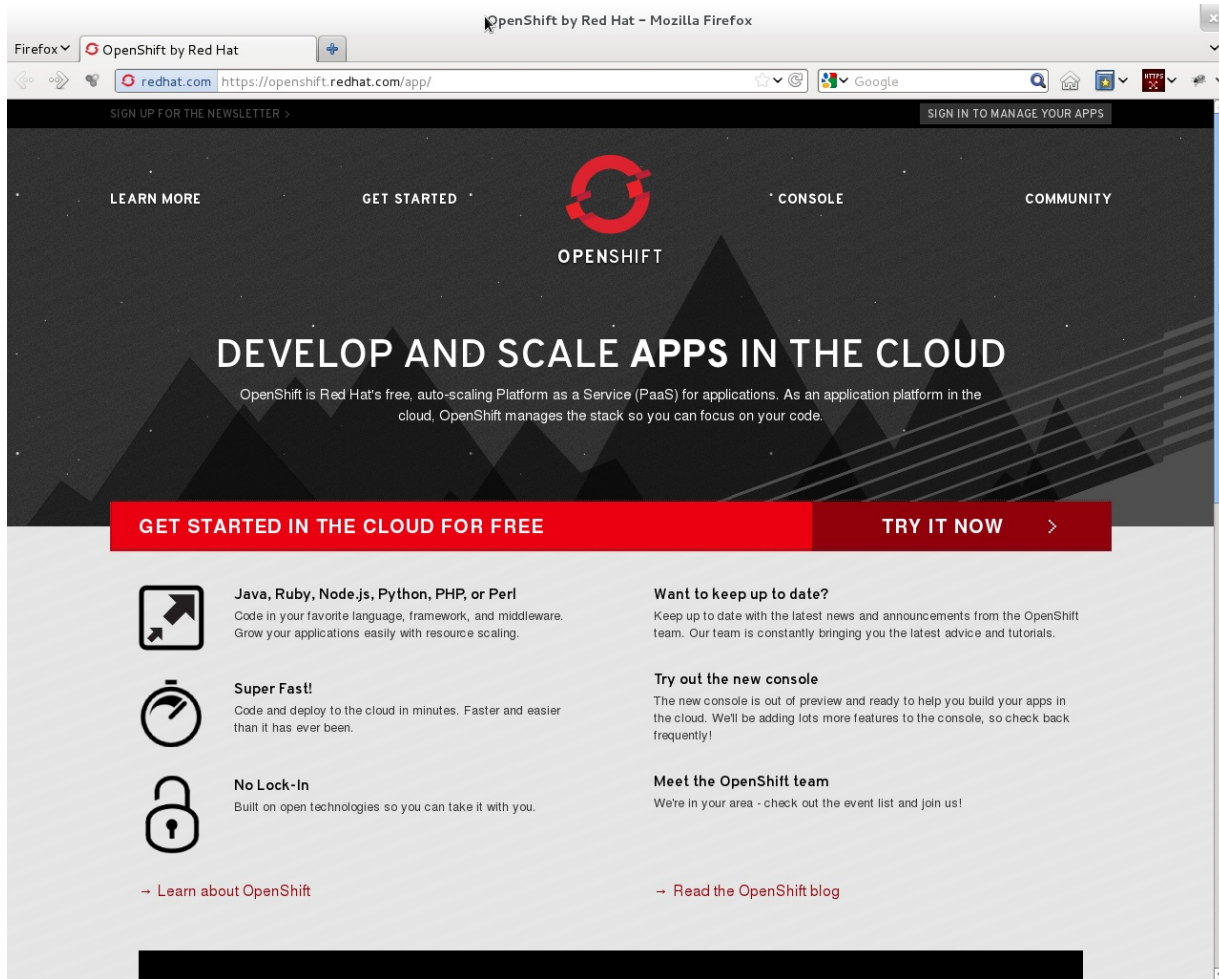 OpenShift by Red Hat – Mozilla Firefox
Firefox
OpenShift by Red Hat
redhat.com https://openshift.redhat.com/app/
Google
HTTPS
SIGN UP FOR THE NEWSLETTER >
SIGN IN TO MANAGE YOUR APPS
LEARN MORE
GET STARTED
CONSOLE
COMMUNITY
OPENSHIFT
DEVELOP AND SCALE APPS IN THE CLOUD
OpenShift is Red Hat's free, auto-scaling Platform as a Service (PaaS) for applications. As an application platform in the
cloud, OpenShift manages the stack so you can focus on your code.
GET STARTED IN THE CLOUD FOR FREE
TRY IT NOW >
Java, Ruby, Node.js, Python, PHP, or Perl
Code in your favorite language, framework, and middleware.
Grow your applications easily with resource scaling.
Super Fast!
Code and deploy to the cloud in minutes. Faster and easier
than it has ever been.
No Lock-In
Built on open technologies so you can take it with you.
→ Learn about OpenShift
Want to keep up to date?
Keep up to date with the latest news and announcements from the OpenShift
team. Our team is constantly bringing you the latest advice and tutorials.
Try out the new console
The new console is out of preview and ready to help you build your apps in
the cloud. We'll be adding lots more features to the console, so check back
frequently!
Meet the OpenShift team
We're in your area - check out the event list and join us!
→ Read the OpenShift blog